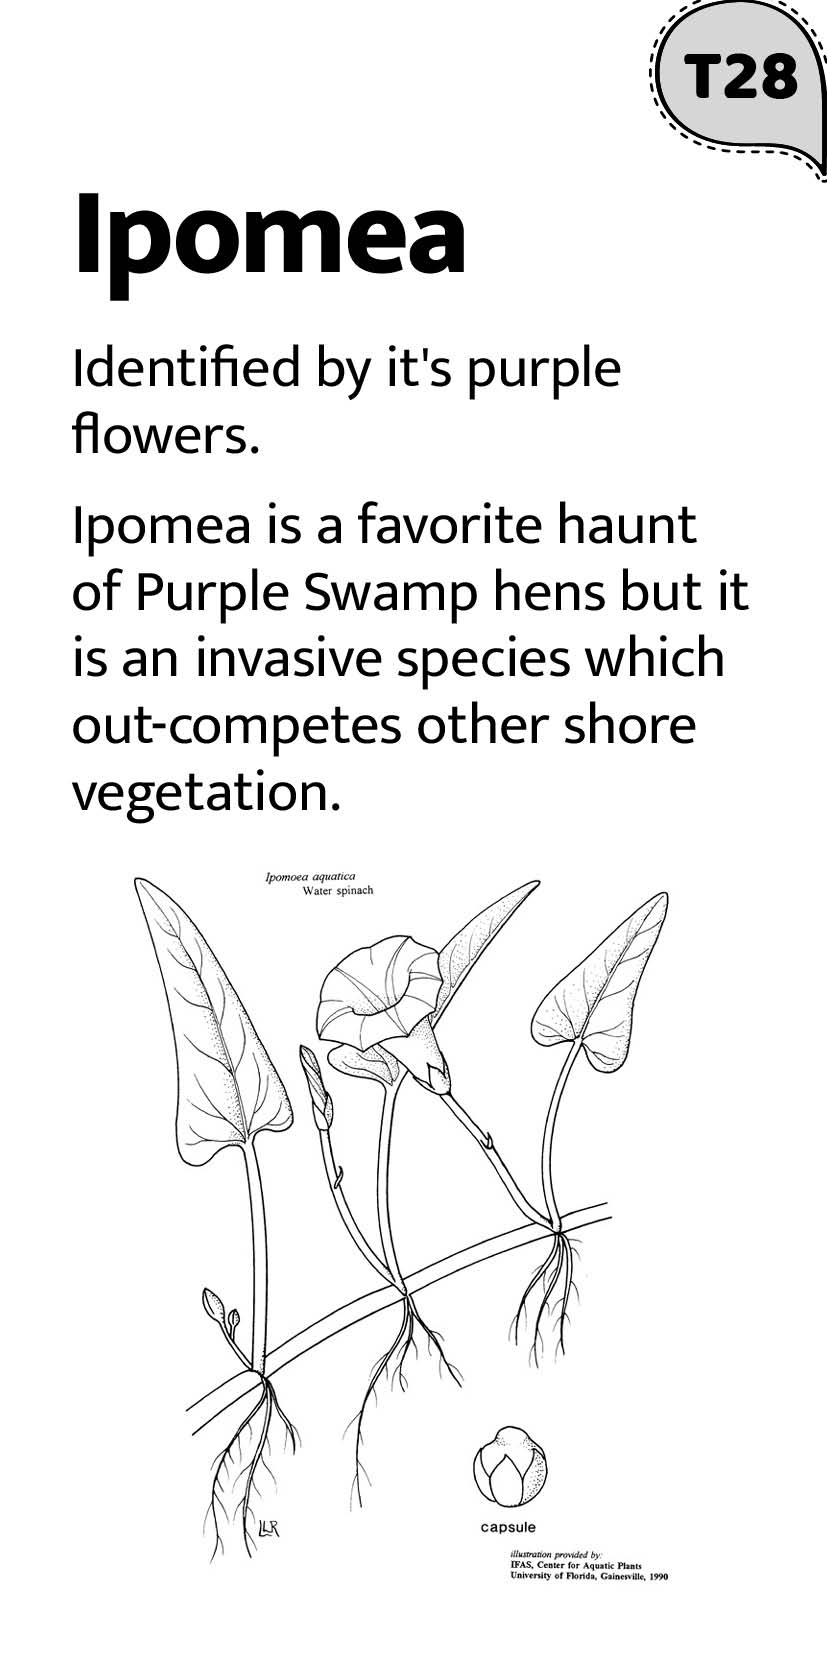 T28
Ipomea
Identified by it's purple
flowers.
Ipomea is a favorite haunt
of Purple Swamp hens but it
is an invasive species which
out-competes other shore
vegetation.
Ipomoea aquatica
Water spinach
LLR
capsule
illustration provided by:
IFAS, Center for Aquatic Plants
University of Florida, Gainesville, 1990